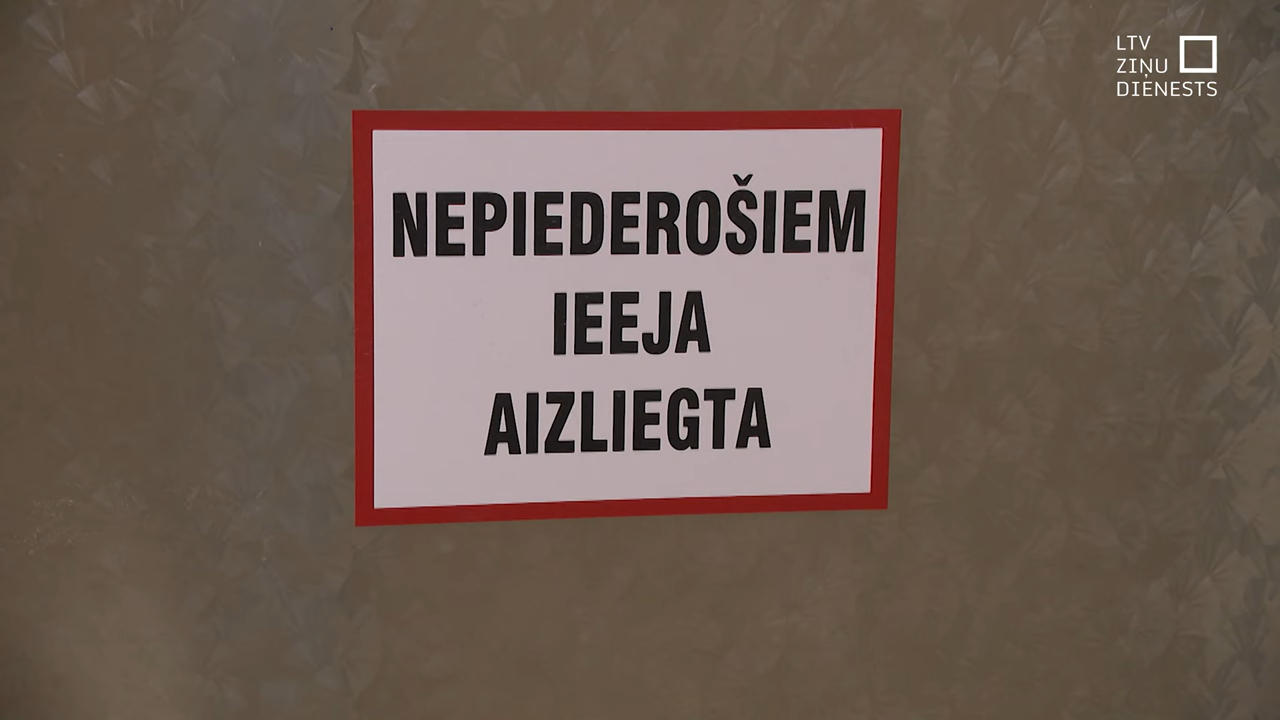 NEPIEDEROŠIEM
IEEJA
AIZLIEGTA
LTV
ZIŅU
DIENESTS